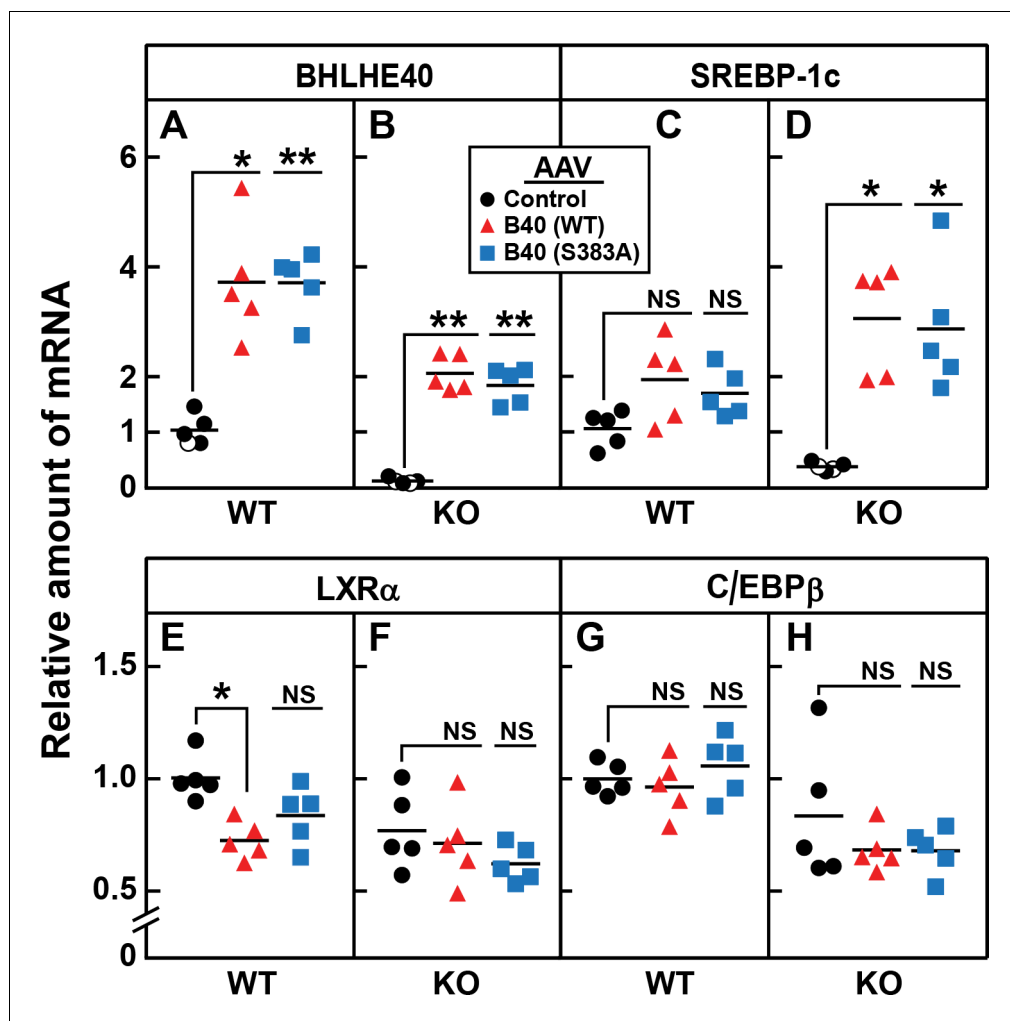 Relative amount of mRNA
BHLHE40
SREBP-1c
A
B
C
D
AAV
Control
B40 (WT)
B40 (S383A)
6
4
2
1
0
*
**
**
**
NS
NS
*
*
WT
KO
WT
KO
LXRα
C/EBPβ
E
F
G
H
1.5
1.0
0.5
0
*
NS
NS
NS
NS
NS
NS
NS
WT
KO
WT
KO